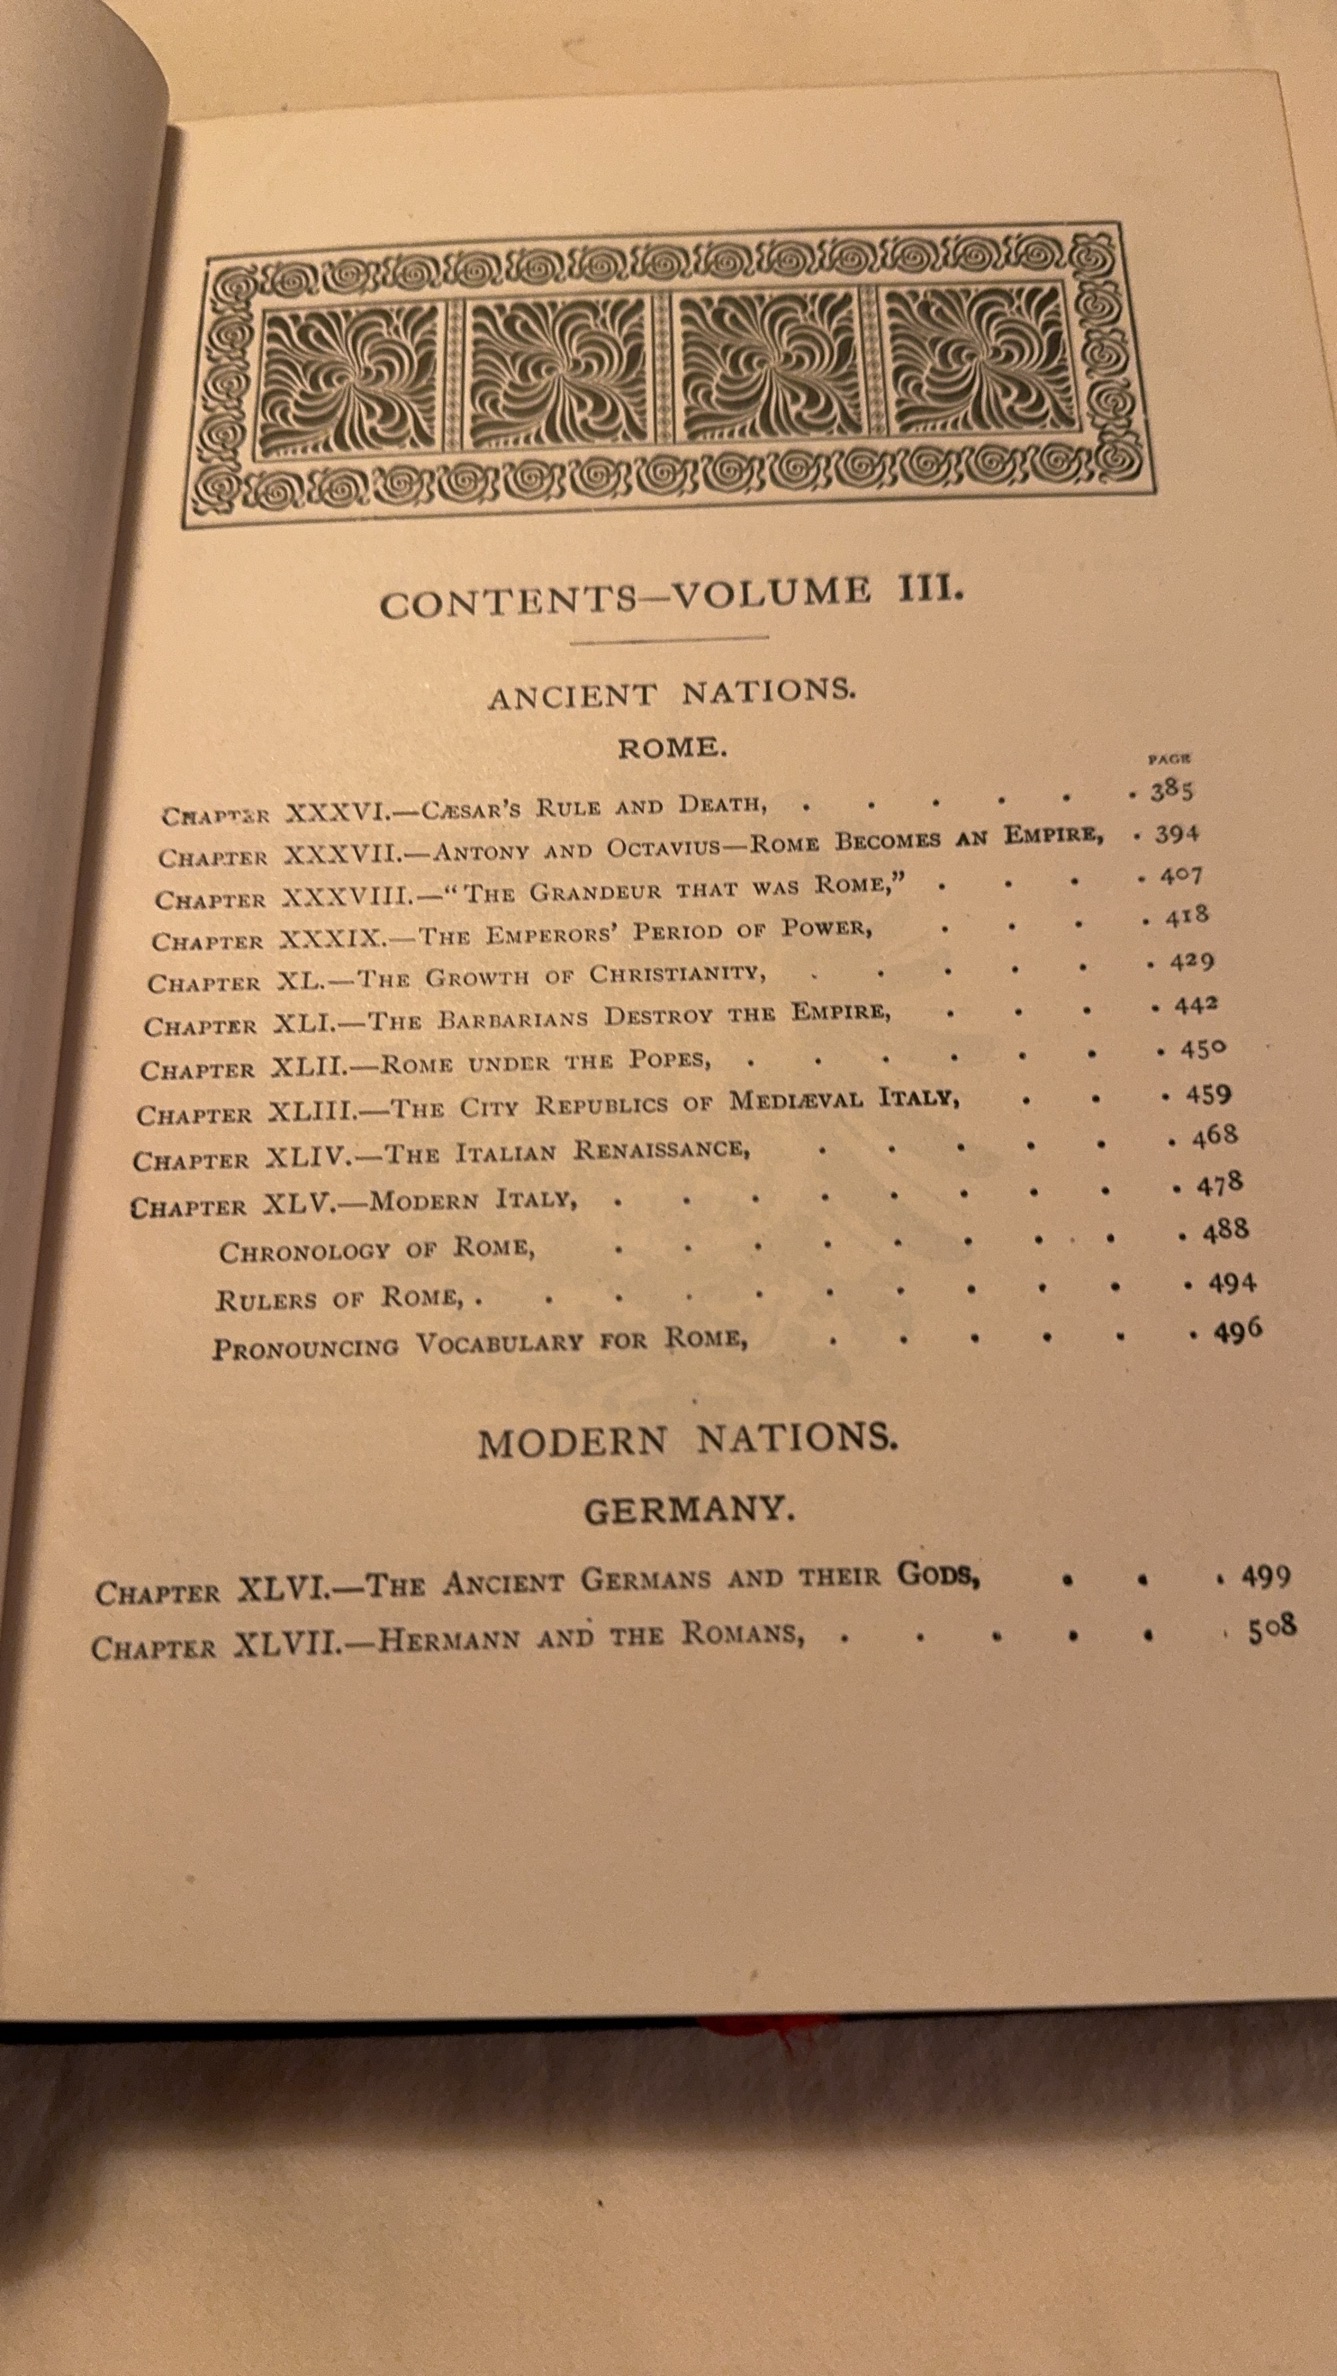 CONTENTS—VOLUME III.
ANCIENT NATIONS.
ROME.
PAGE
CHAPTER XXXVI.—CÆSAR'S RULE AND DEATH, . . . . . . 385
CHAPTER XXXVII.—ANTONY AND OCTAVIUS—ROME BECOMES AN EMPIRE, . 394
CHAPTER XXXVIII.—“THE GRANDEUR THAT WAS ROME,” . . . . 407
CHAPTER XXXIX.—THE EMPERORS' PERIOD OF POWER, . . . . 418
CHAPTER XL.—THE GROWTH OF CHRISTIANITY, . . . . . . 429
CHAPTER XLI.—THE BARBARIANS DESTROY THE EMPIRE, . . . . 442
CHAPTER XLII.—ROME UNDER THE POPES, . . . . . . . 450
CHAPTER XLIII.—THE CITY REPUBLICS OF MEDIÆVAL ITALY, . . . 459
CHAPTER XLIV.—THE ITALIAN RENAISSANCE, . . . . . . 468
CHAPTER XLV.—MODERN ITALY, . . . . . . . . . 478
CHRONOLOGY OF ROME, . . . . . . . . . 488
RULERS OF ROME, . . . . . . . . . . . 494
PRONOUNCING VOCABULARY FOR ROME, . . . . . . 496
MODERN NATIONS.
GERMANY.
CHAPTER XLVI.—THE ANCIENT GERMANS AND THEIR GODS, . . . 499
CHAPTER XLVII.—HERMANN AND THE ROMANS, . . . . . . 508